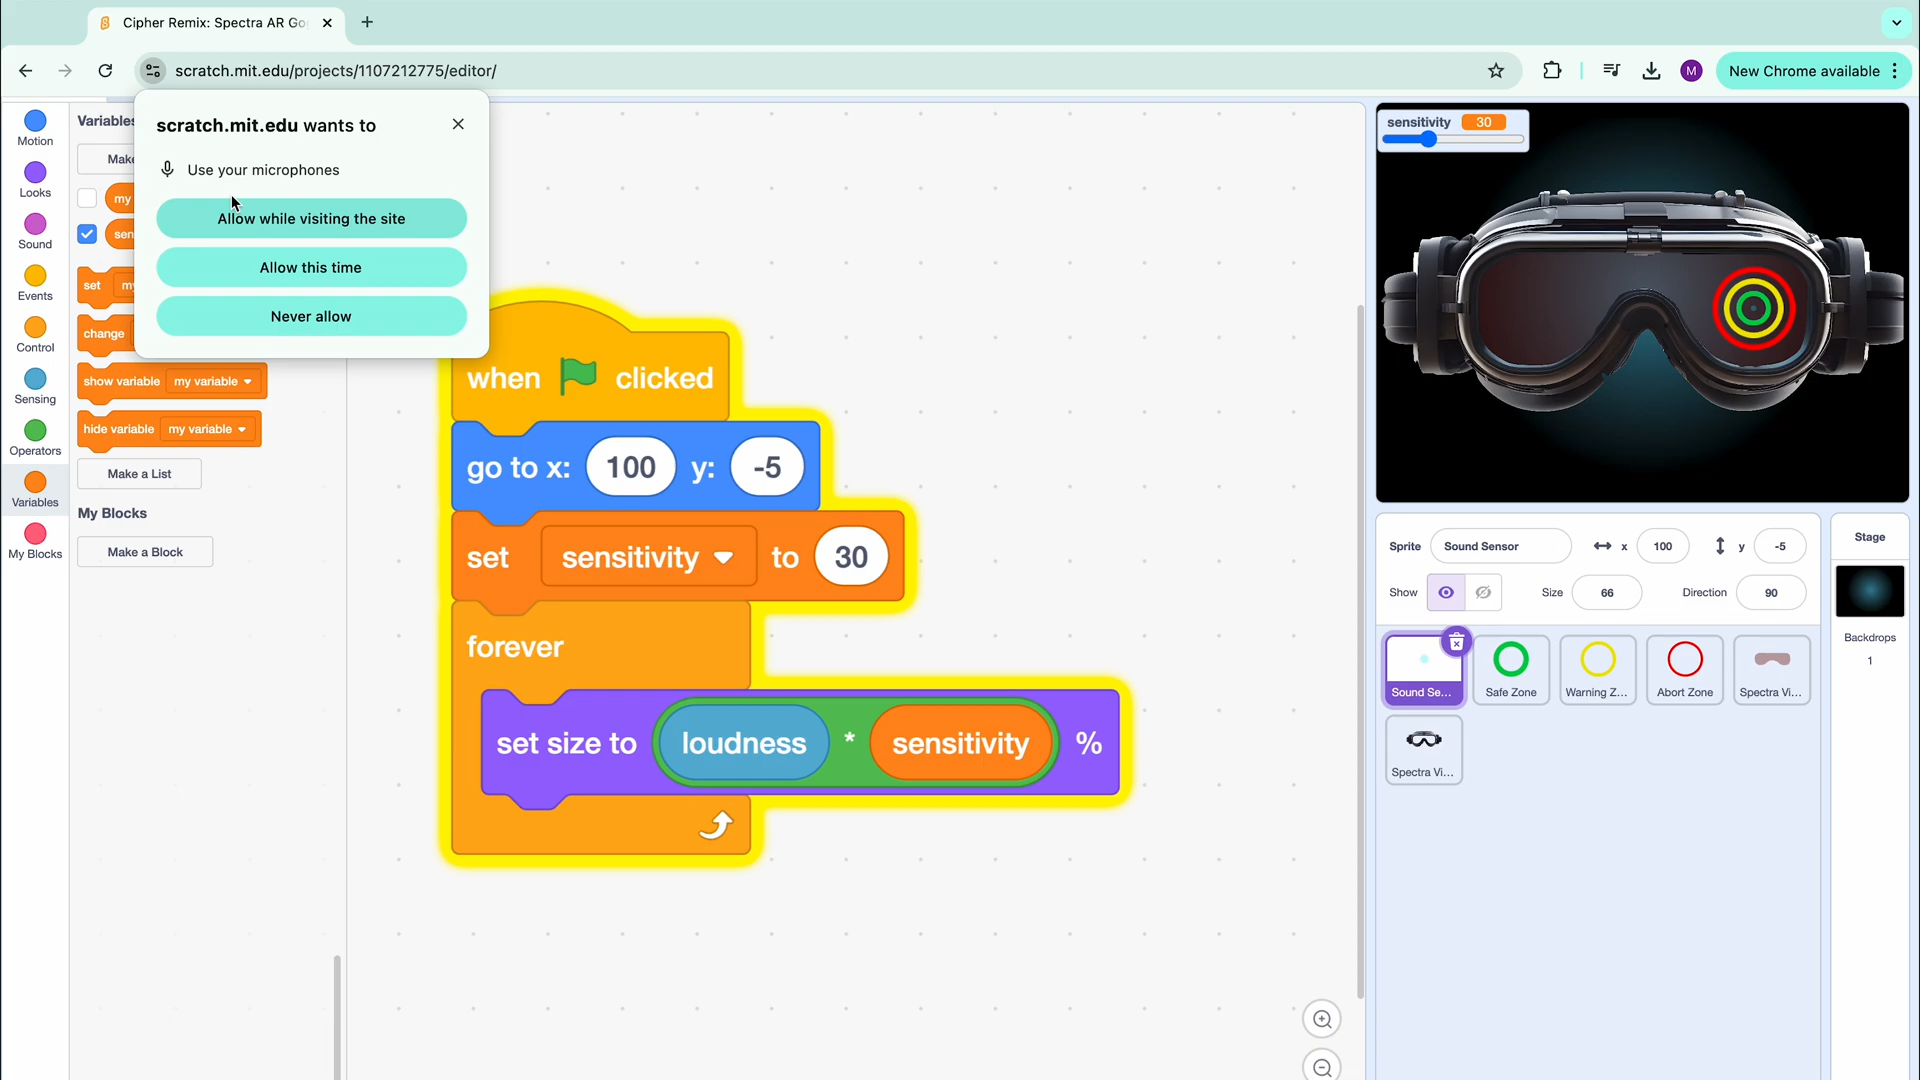 Cipher Remix: Spectra AR Go
scratch.mit.edu/projects/1107212775/editor/
M
New Chrome available
scratch.mit.edu wants to
Use your microphones
Allow while visiting the site
Allow this time
Never allow
Motion
Looks
Sound
Events
Control
Sensing
Operators
Variables
My Blocks
Variables
Make
my
sen
set my
change
show variable my variable
hide variable my variable
Make a List
My Blocks
Make a Block
when clicked
go to x: 100 y: -5
set sensitivity to 30
forever
set size to loudness * sensitivity %
sensitivity 30
Sprite Sound Sensor x 100 y -5
Show Size 66 Direction 90
Sound Se...
Safe Zone
Warning Z...
Abort Zone
Spectra Vi...
Spectra Vi...
Stage
Backdrops
1